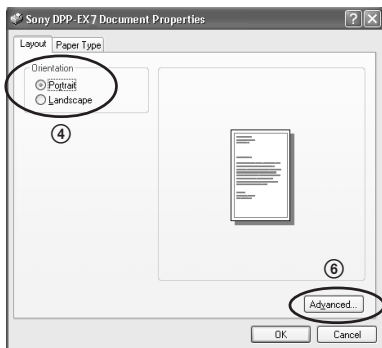 Sony DPP-EX7 Document Properties
Layout Paper Type
Orientation
Portrait
Landscape
④
⑥
Advanced...
OK Cancel